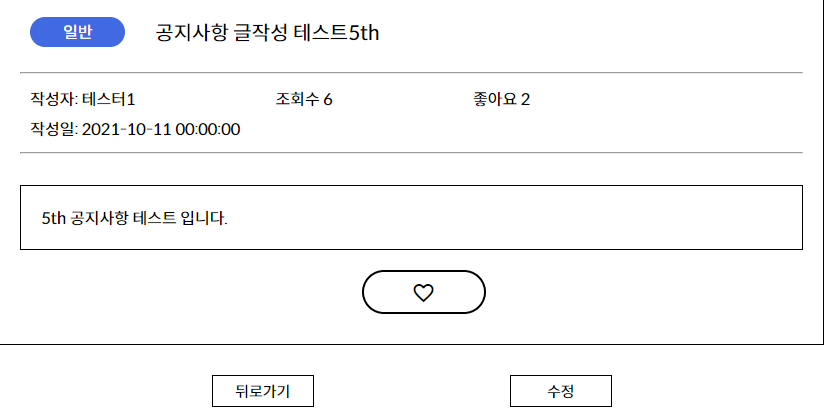 일반 공지사항 글작성 테스트5th
작성자: 테스터1 조회수 6 좋아요 2
작성일: 2021-10-11 00:00:00
5th 공지사항 테스트 입니다.
뒤로가기 수정